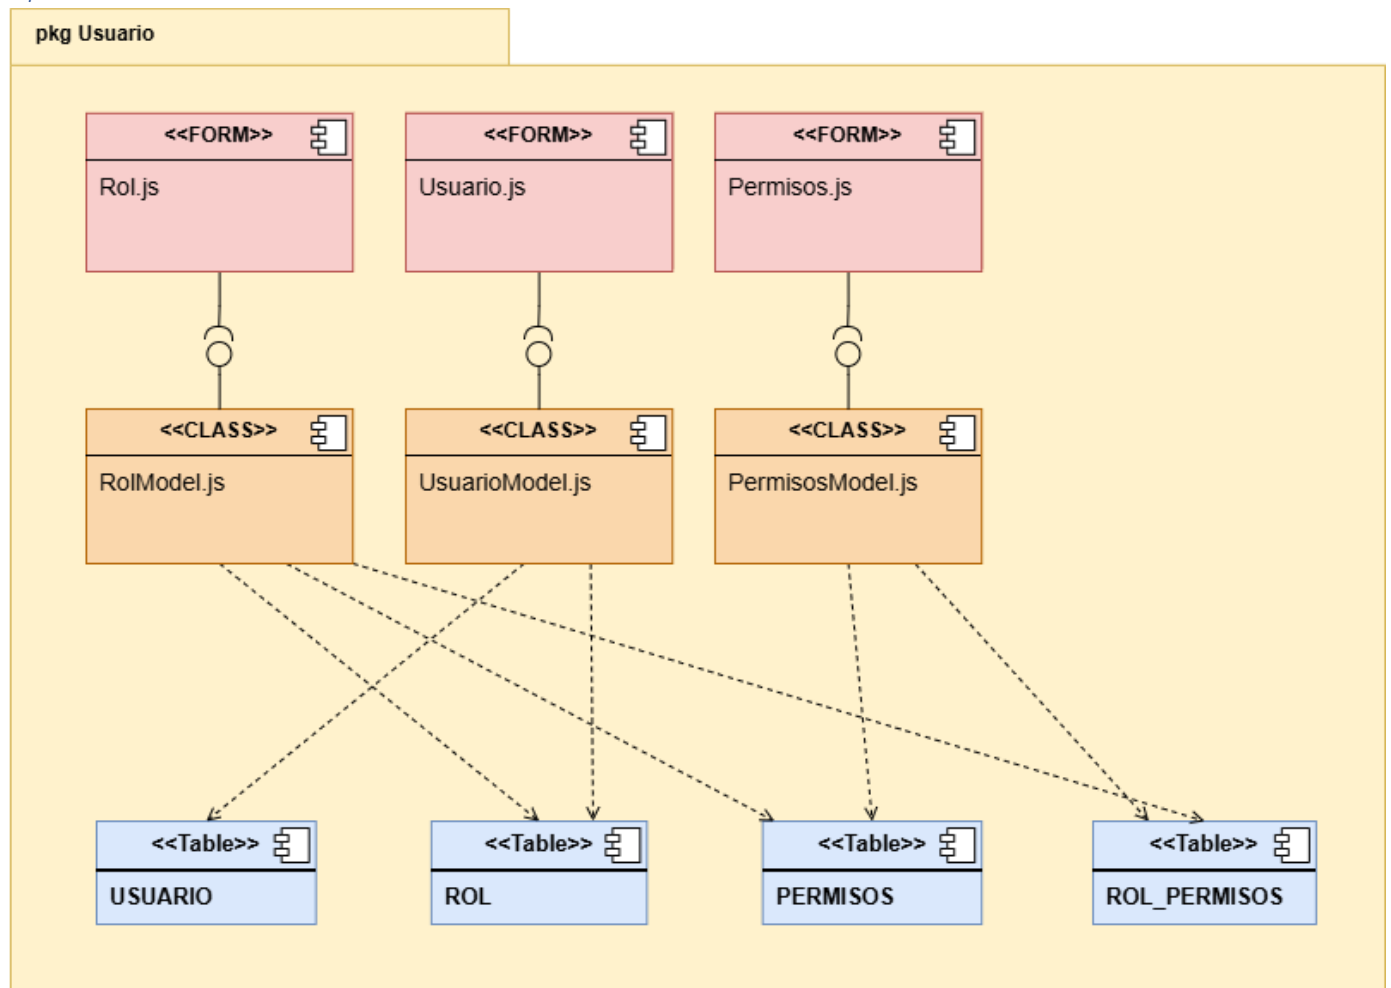 pkg Usuario
<<FORM>>
Rol.js
<<FORM>>
Usuario.js
<<FORM>>
Permisos.js
<<CLASS>>
RolModel.js
<<CLASS>>
UsuarioModel.js
<<CLASS>>
PermisosModel.js
<<Table>>
USUARIO
<<Table>>
ROL
<<Table>>
PERMISOS
<<Table>>
ROL_PERMISOS